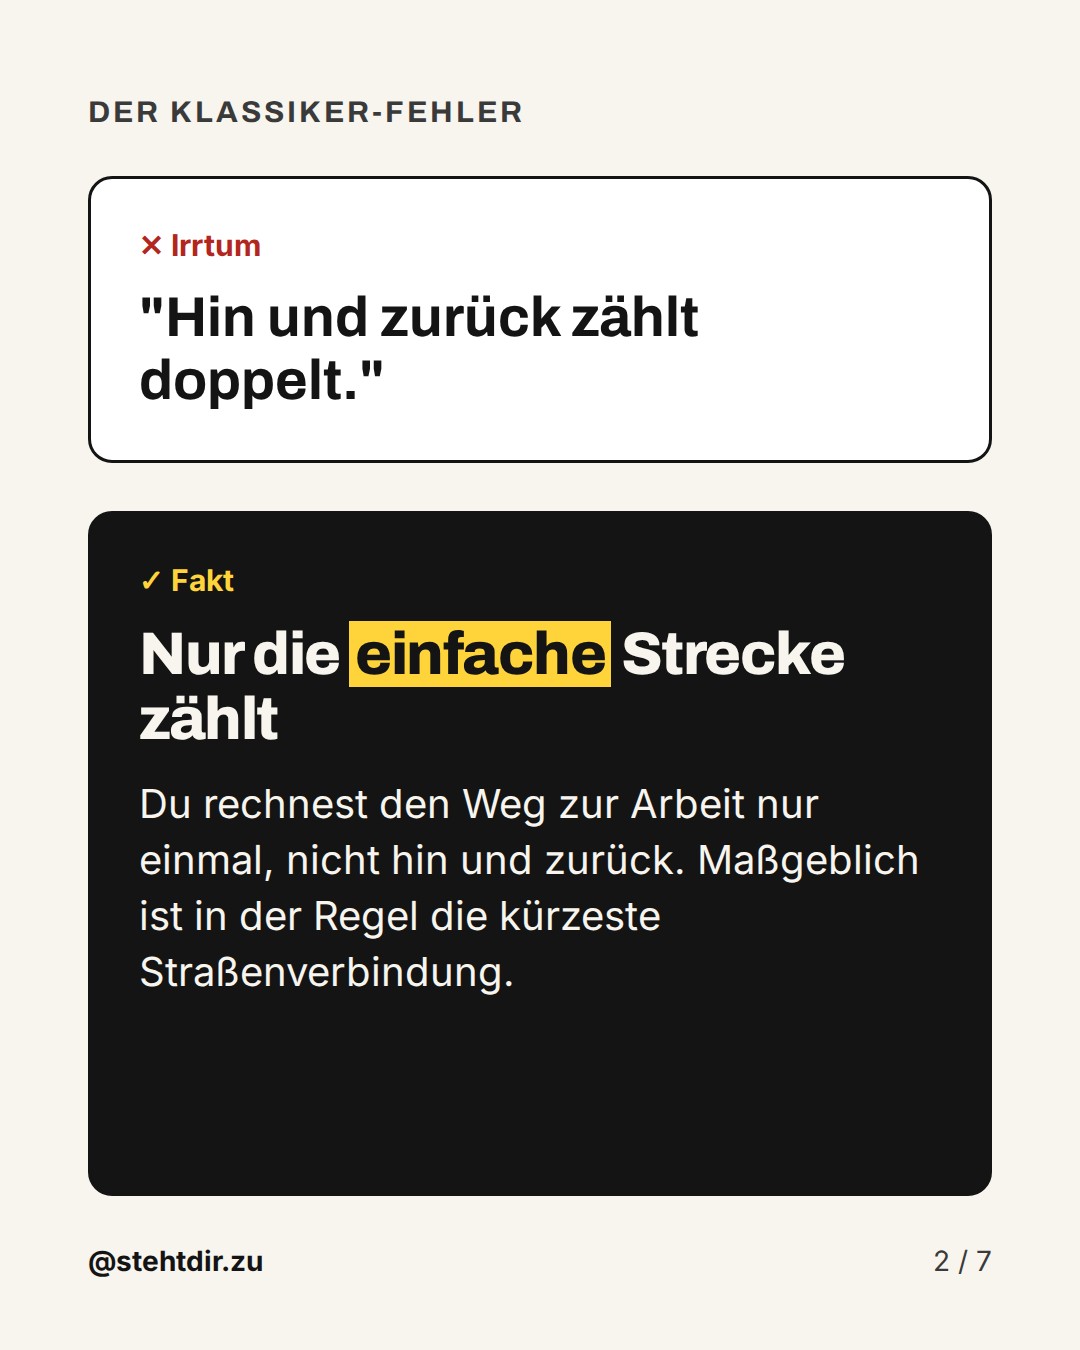 DER KLASSIKER-FEHLER
✕ Irrtum
"Hin und zurück zählt
doppelt."
✓ Fakt
Nur die einfache Strecke
zählt
Du rechnest den Weg zur Arbeit nur
einmal, nicht hin und zurück. Maßgeblich
ist in der Regel die kürzeste
Straßenverbindung.
@stehtdir.zu
2 / 7